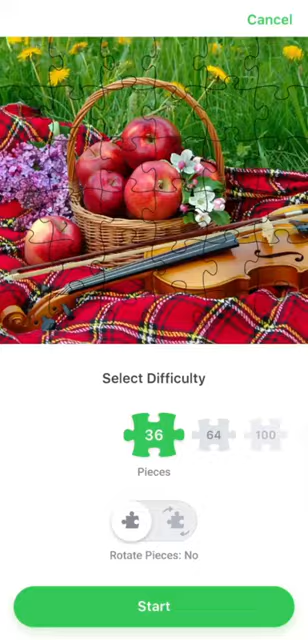 Cancel
Select Difficulty
36
64
100
Pieces
Rotate Pieces: No
Start